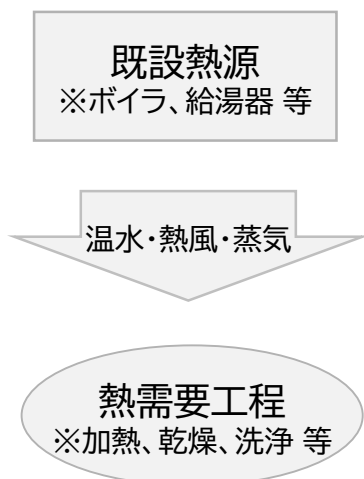 既設熱源
※ボイラ、給湯器 等
温水･熱風･蒸気
熱需要工程
※加熱、乾燥、洗浄 等